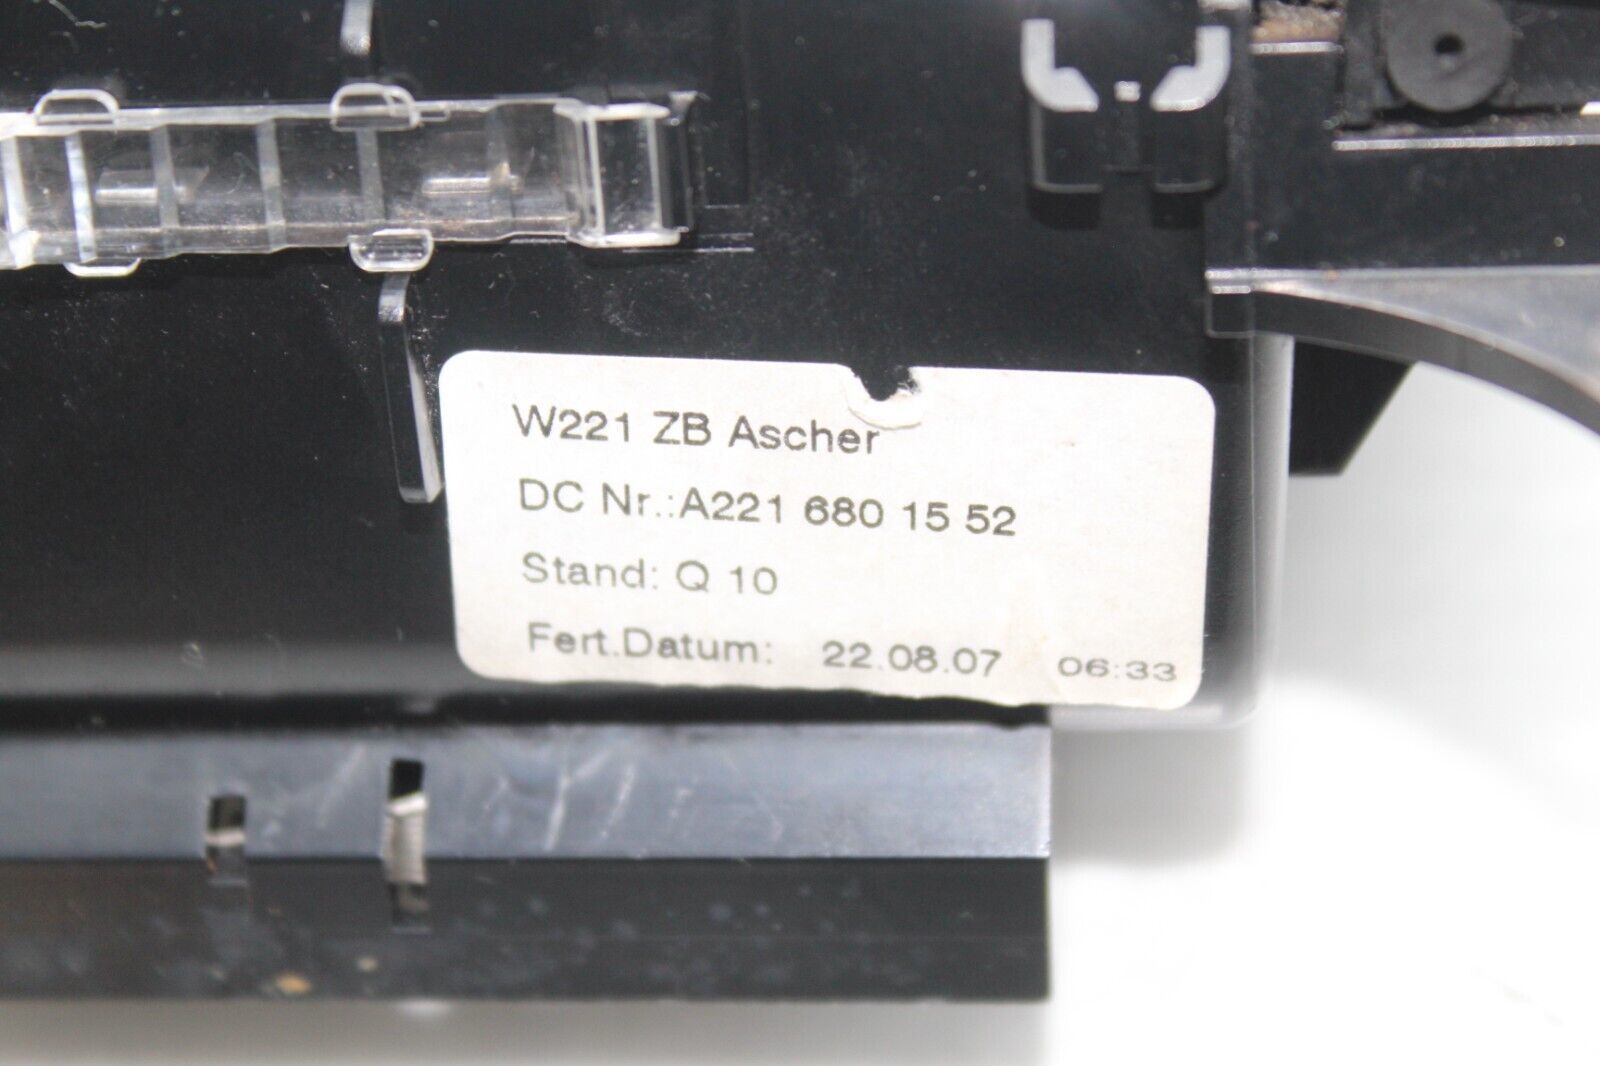 W221 ZB Ascher
DC Nr.:A221 680 15 52
Stand: Q 10
Fert.Datum: 22.08.07 06:33